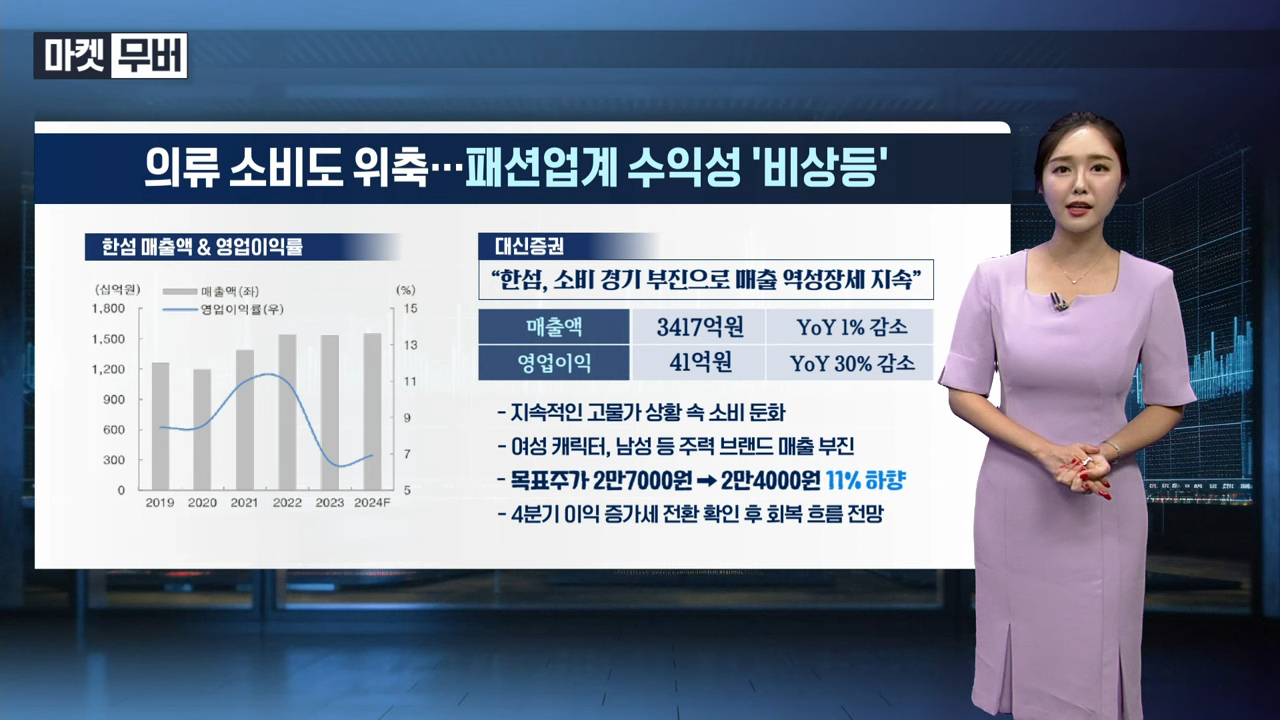 마켓 무버
의류 소비도 위축…패션업계 수익성 '비상등'
한섬 매출액 & 영업이익률
(십억원)
매출액(좌)
영업이익률(우)
(%)
1,800
1,500
1,200
900
600
300
0
15
13
11
9
7
5
2019 2020 2021 2022 2023 2024F
대신증권
“한섬, 소비 경기 부진으로 매출 역성장세 지속”
매출액 3417억원 YoY 1% 감소
영업이익 41억원 YoY 30% 감소
- 지속적인 고물가 상황 속 소비 둔화
- 여성 캐릭터, 남성 등 주력 브랜드 매출 부진
- 목표주가 2만7000원 → 2만4000원 11% 하향
- 4분기 이익 증가세 전환 확인 후 회복 흐름 전망